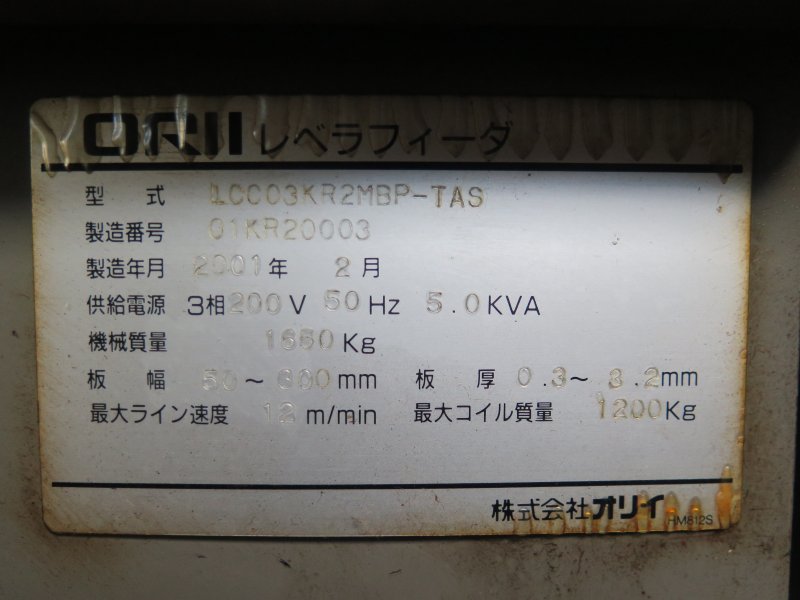 ORII レベラフィーダ
型 式 LCC03KR2MBP-TAS
製造番号 01KR20003
製造年月 2001年 2月
供給電源 3相200V 50Hz 5.0KVA
機械質量 1650Kg
板 幅 50～300mm 板 厚 0.3～3.2mm
最大ライン速度 12 m/min 最大コイル質量 1200Kg
株式会社オリイ HM812S